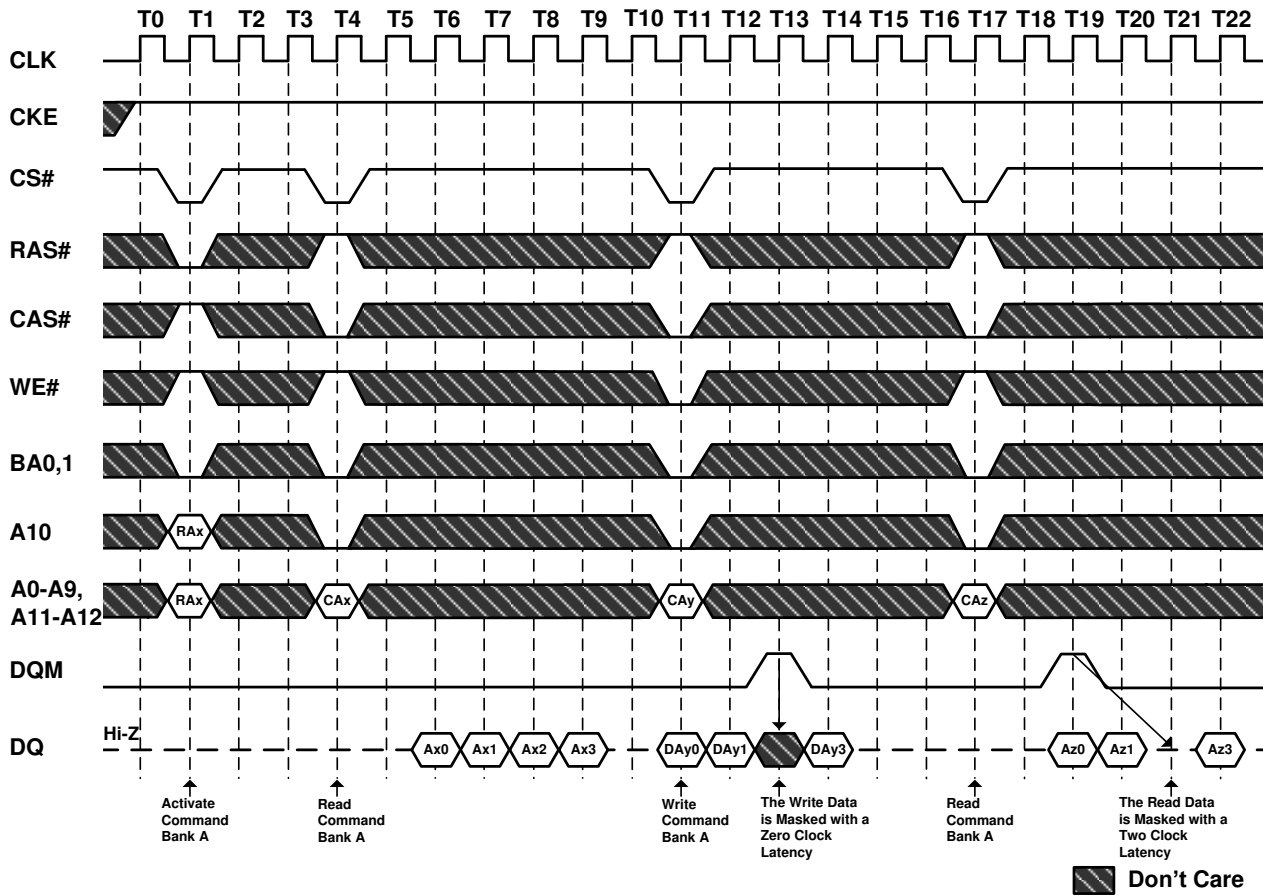 T0 T1 T2 T3 T4 T5 T6 T7 T8 T9 T10 T11 T12 T13 T14 T15 T16 T17 T18 T19 T20 T21 T22
CLK
CKE
CS#
RAS#
CAS#
WE#
BA0,1
A10
RAx
A0-A9,
A11-A12
RAx CAx CAy CAz
DQM
DQ
Hi-Z
Ax0 Ax1 Ax2 Ax3 DAy0 DAy1 DAy3 Az0 Az1 Az3
Activate
Command
Bank A
Read
Command
Bank A
Write
Command
Bank A
The Write Data
is Masked with a
Zero Clock
Latency
Read
Command
Bank A
The Read Data
is Masked with a
Two Clock
Latency
Don't Care